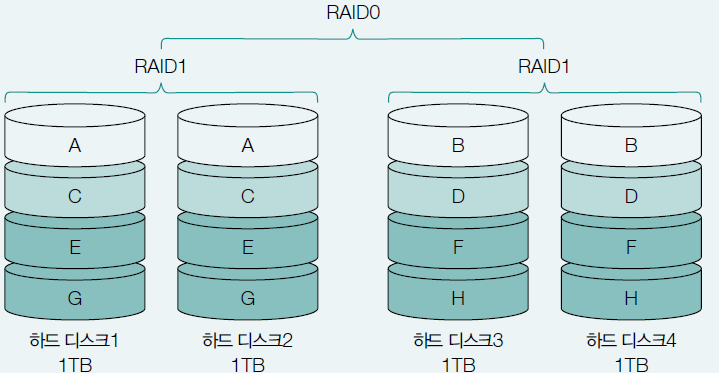 RAID0
RAID1 RAID1
A A B B
C C D D
E E F F
G G H H
하드 디스크1 하드 디스크2 하드 디스크3 하드 디스크4
1TB 1TB 1TB 1TB